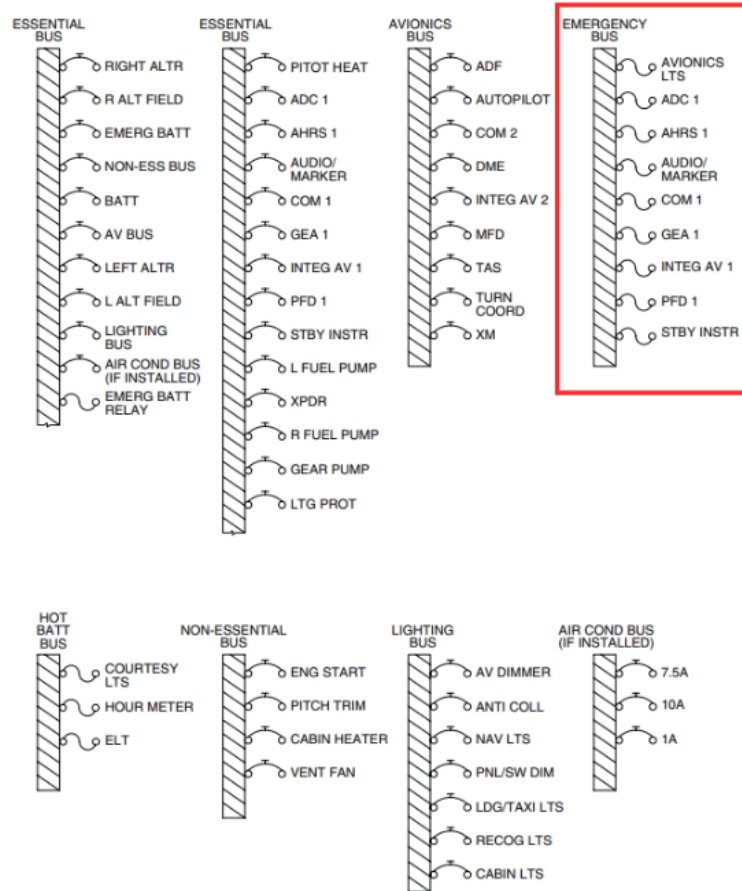 ESSENTIAL
BUS
RIGHT ALTR
R ALT FIELD
EMERG BATT
NON-ESS BUS
BATT
AV BUS
LEFT ALTR
L ALT FIELD
LIGHTING
BUS
AIR COND BUS
(IF INSTALLED)
EMERG BATT
RELAY
ESSENTIAL
BUS
PITOT HEAT
ADC 1
AHRS 1
AUDIO/
MARKER
COM 1
GEA 1
INTEG AV 1
PFD 1
STBY INSTR
L FUEL PUMP
XPDR
R FUEL PUMP
GEAR PUMP
LTG PROT
AVIONICS
BUS
ADF
AUTOPILOT
COM 2
DME
INTEG AV 2
MFD
TAS
TURN
COORD
XM
EMERGENCY
BUS
AVIONICS
LTS
ADC 1
AHRS 1
AUDIO/
MARKER
COM 1
GEA 1
INTEG AV 1
PFD 1
STBY INSTR
HOT
BATT
BUS
COURTESY
LTS
HOUR METER
ELT
NON-ESSENTIAL
BUS
ENG START
PITCH TRIM
CABIN HEATER
VENT FAN
LIGHTING
BUS
AV DIMMER
ANTI COLL
NAV LTS
PNL/SW DIM
LDG/TAXI LTS
RECOG LTS
CABIN LTS
AIR COND BUS
(IF INSTALLED)
7.5A
10A
1A